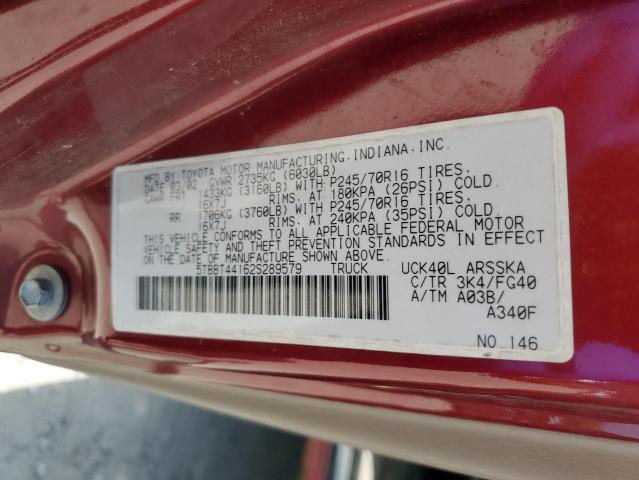 MFD. BY: TOYOTA MOTOR MANUFACTURING, INDIANA, INC.
DATE 03/02 GVWR 2735KG (6030LB)
GAWR FRT 1433KG (3160LB) WITH P245/70R16 TIRES.
16X7J RIMS. AT 180KPA (26PSI) COLD.
RR 1706KG (3760LB) WITH P245/70R16 TIRES.
16X7J RIMS. AT 240KPA (35PSI) COLD.
THIS VEHICLE CONFORMS TO ALL APPLICABLE FEDERAL MOTOR
VEHICLE SAFETY AND THEFT PREVENTION STANDARDS IN EFFECT
ON THE DATE OF MANUFACTURE SHOWN ABOVE.
5TBBT44162S289579 TRUCK UCK40L ARSSKA
C/TR 3K4/FG40
A/TM A03B/
A340F
NO. 146